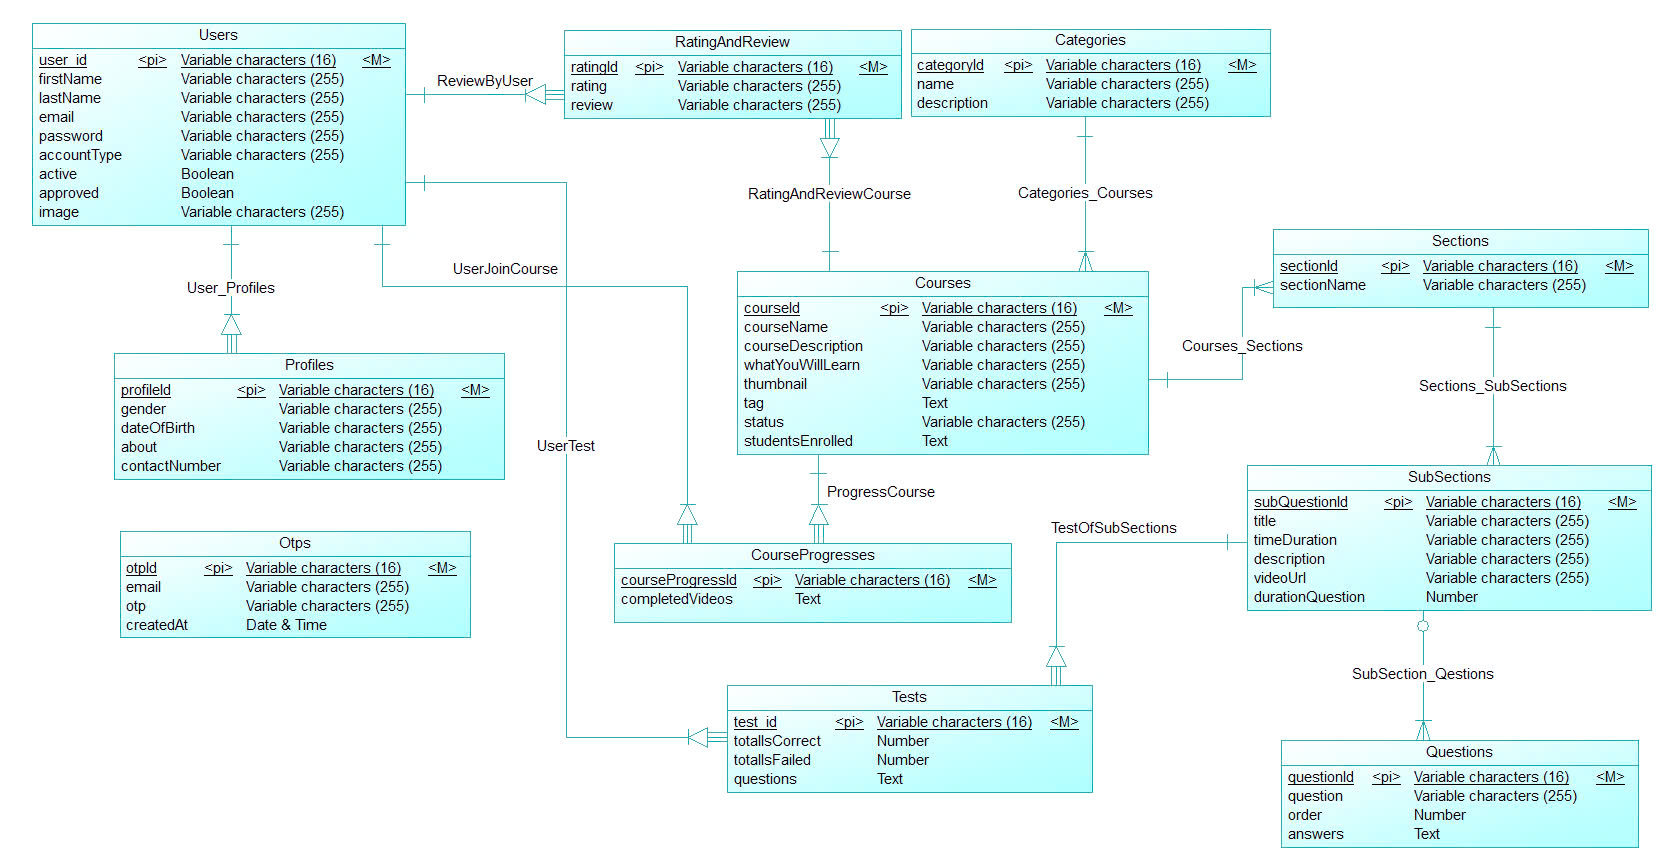 Users
user_id <pi> Variable characters (16) <M>
firstName Variable characters (255)
lastName Variable characters (255)
email Variable characters (255)
password Variable characters (255)
accountType Variable characters (255)
active Boolean
approved Boolean
image Variable characters (255)
ReviewByUser
RatingAndReview
ratingId <pi> Variable characters (16) <M>
rating Variable characters (255)
review Variable characters (255)
Categories
categoryId <pi> Variable characters (16) <M>
name Variable characters (255)
description Variable characters (255)
RatingAndReviewCourse
Categories_Courses
UserJoinCourse
User_Profiles
Sections
sectionId <pi> Variable characters (16) <M>
sectionName Variable characters (255)
Courses
courseId <pi> Variable characters (16) <M>
courseName Variable characters (255)
courseDescription Variable characters (255)
whatYouWillLearn Variable characters (255)
thumbnail Variable characters (255)
tag Text
status Variable characters (255)
studentsEnrolled Text
Courses_Sections
Sections_SubSections
Profiles
profileId <pi> Variable characters (16) <M>
gender Variable characters (255)
dateOfBirth Variable characters (255)
about Variable characters (255)
contactNumber Variable characters (255)
UserTest
ProgressCourse
TestOfSubSections
SubSections
subQuestionId <pi> Variable characters (16) <M>
title Variable characters (255)
timeDuration Variable characters (255)
description Variable characters (255)
videoUrl Variable characters (255)
durationQuestion Number
Otps
otpId <pi> Variable characters (16) <M>
email Variable characters (255)
otp Variable characters (255)
createdAt Date & Time
CourseProgresses
courseProgressId <pi> Variable characters (16) <M>
completedVideos Text
SubSection_Qestions
Tests
test_id <pi> Variable characters (16) <M>
totalIsCorrect Number
totalIsFailed Number
questions Text
Questions
questionId <pi> Variable characters (16) <M>
question Variable characters (255)
order Number
answers Text